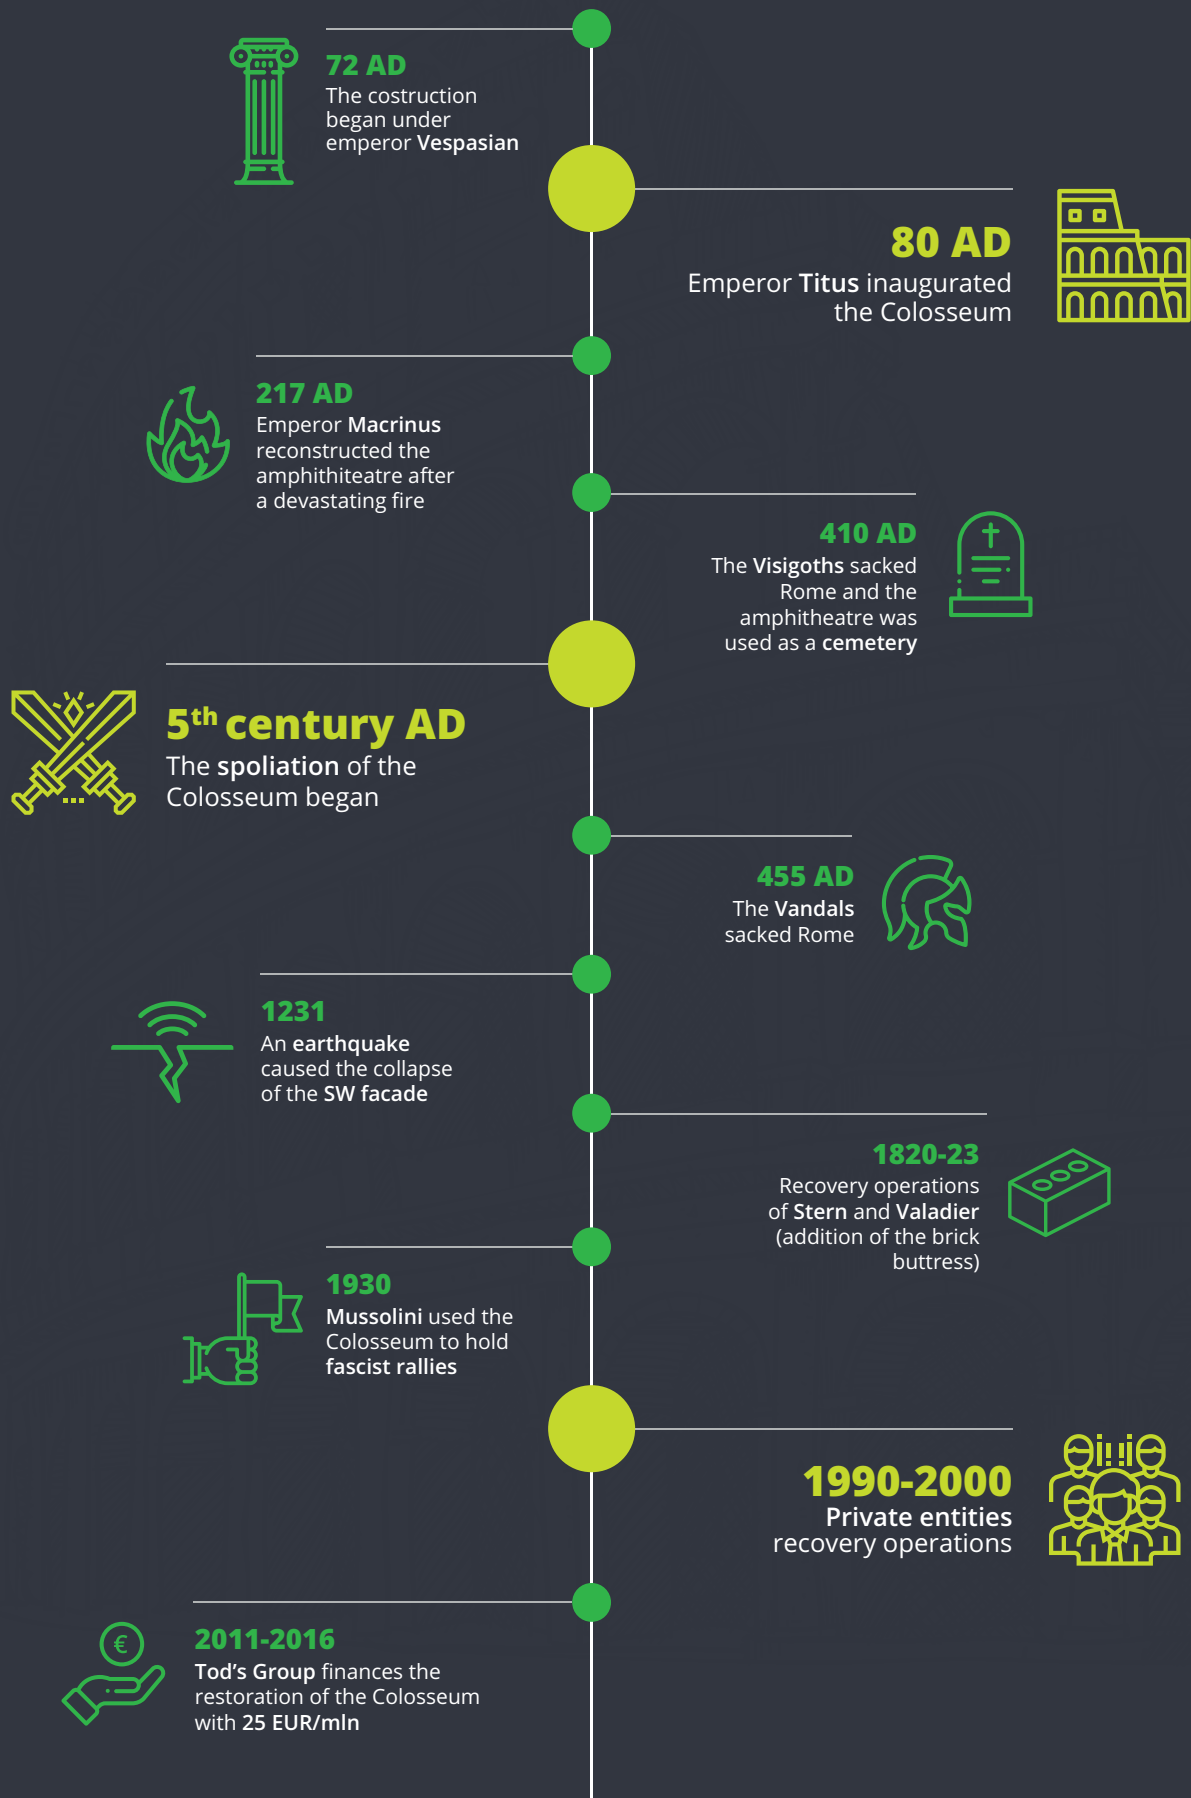 72 AD
The costruction
began under
emperor Vespasian
80 AD
Emperor Titus inaugurated
the Colosseum
217 AD
Emperor Macrinus
reconstructed the
amphithiteatre after
a devastating fire
410 AD
The Visigoths sacked
Rome and the
amphitheatre was
used as a cemetery
5th century AD
The spoliation of the
Colosseum began
455 AD
The Vandals
sacked Rome
1231
An earthquake
caused the collapse
of the SW facade
1820-23
Recovery operations
of Stern and Valadier
(addition of the brick
buttress)
1930
Mussolini used the
Colosseum to hold
fascist rallies
1990-2000
Private entities
recovery operations
€
2011-2016
Tod's Group finances the
restoration of the Colosseum
with 25 EUR/mln